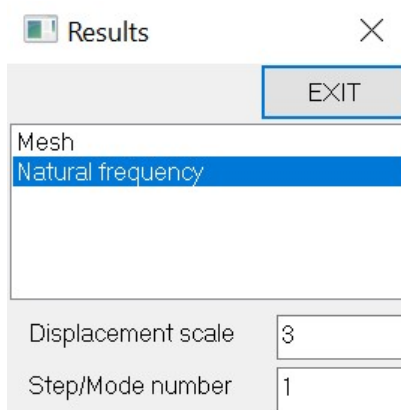 Results
EXIT
Mesh
Natural frequency
Displacement scale 3
Step/Mode number 1